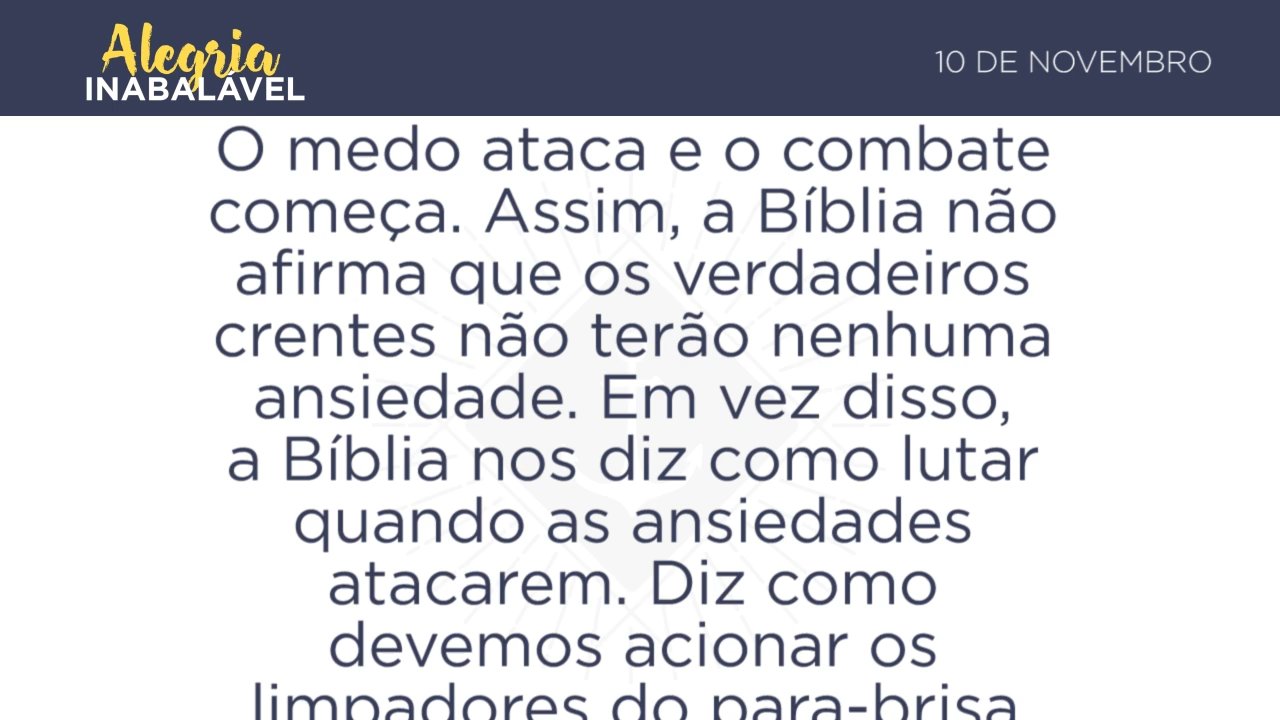 Alegria
INABALÁVEL
10 DE NOVEMBRO
O medo ataca e o combate
começa. Assim, a Bíblia não
afirma que os verdadeiros
crentes não terão nenhuma
ansiedade. Em vez disso,
a Bíblia nos diz como lutar
quando as ansiedades
atacarem. Diz como
devemos acionar os
limpadores do para-brisa